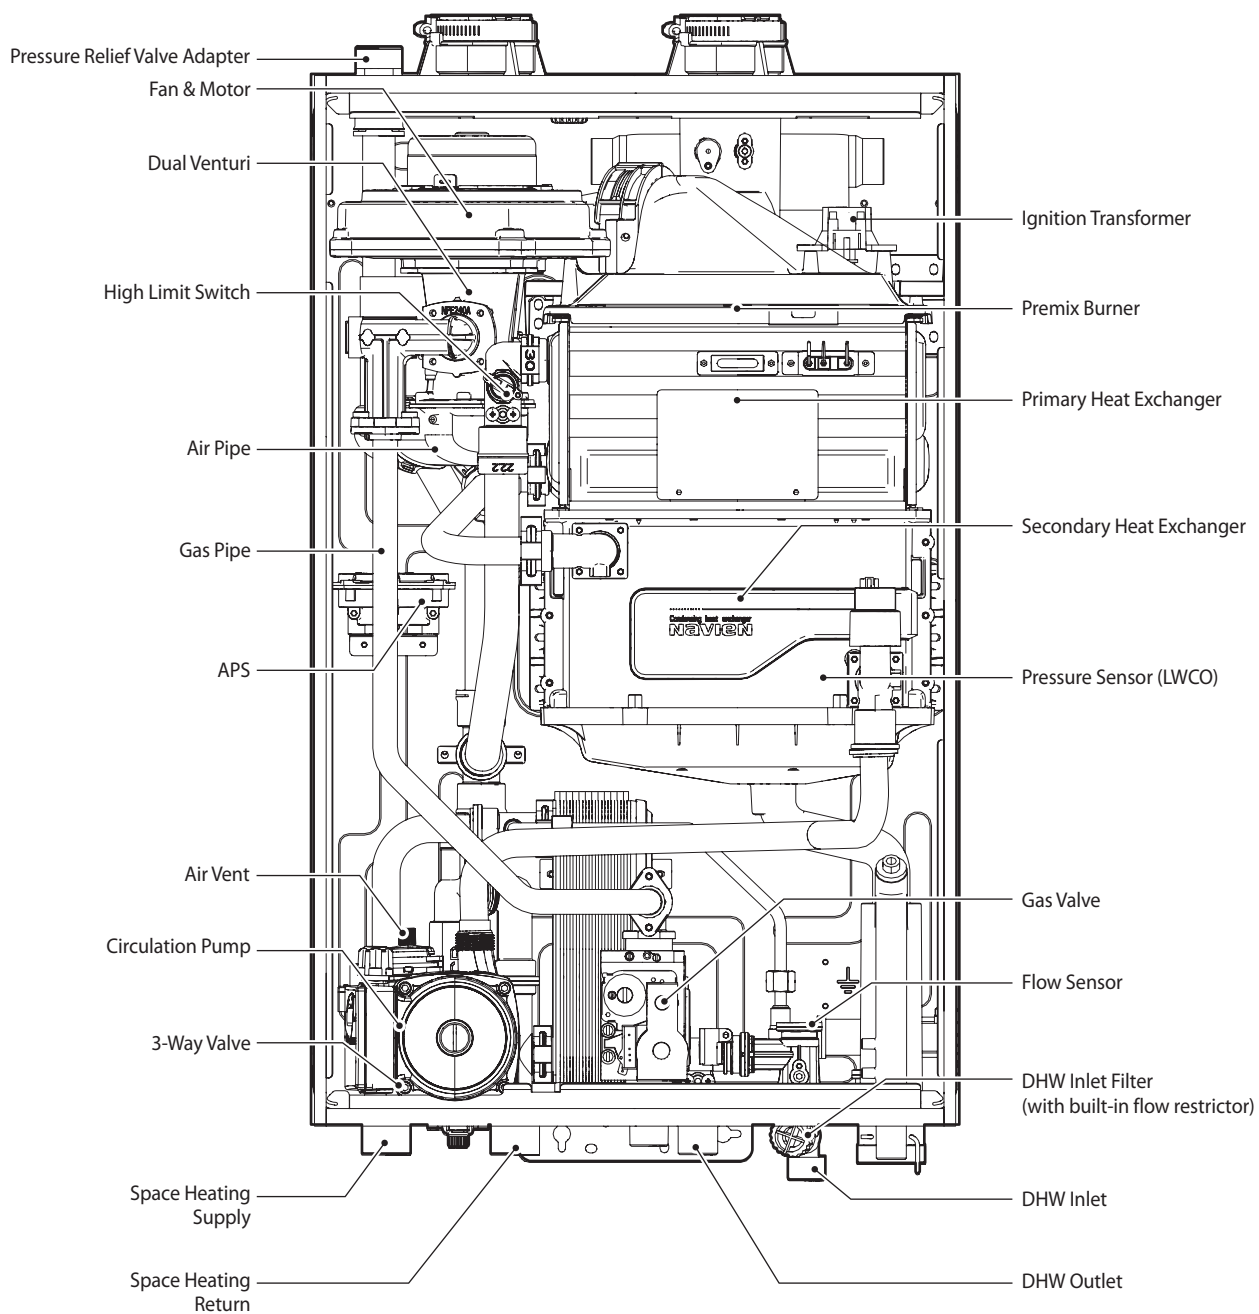 Pressure Relief Valve Adapter
Fan & Motor
Dual Venturi
High Limit Switch
Air Pipe
Gas Pipe
APS
Air Vent
Circulation Pump
3-Way Valve
Space Heating
Supply
Space Heating
Return
NPE240A
30
222
Condensing heat exchanger
NAVIEN
Ignition Transformer
Premix Burner
Primary Heat Exchanger
Secondary Heat Exchanger
Pressure Sensor (LWCO)
Gas Valve
Flow Sensor
DHW Inlet Filter
(with built-in flow restrictor)
DHW Inlet
DHW Outlet